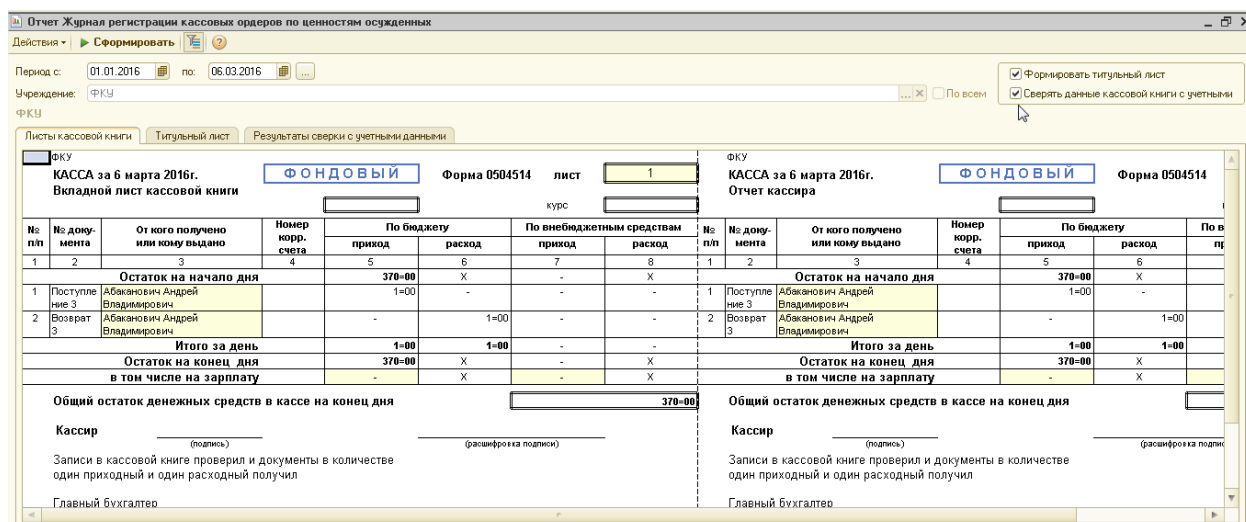 Отчет Журнал регистрации кассовых ордеров по ценностям осужденных
Действия Сформировать
Период с: 01.01.2016 по: 06.03.2016 ...
Формировать титульный лист
Учреждение: ФКУ ... × По всем
Сверять данные кассовой книги с учетными
ФКУ
Листы кассовой книги Титульный лист Результаты сверки с учетными данными
ФКУ ФКУ
КАССА за 6 марта 2016г. ФОНДОВЫЙ Форма 0504514 лист 1 КАССА за 6 марта 2016г. ФОНДОВЫЙ Форма 0504514
Вкладной лист кассовой книги Отчет кассира
курс
№ п/п № доку-мента От кого получено или кому выдано Номер корр. счета По бюджету По внебюджетным средствам № п/п № доку-мента От кого получено или кому выдано Номер корр. счета По бюджету По в
приход расход приход расход приход расход пр
1 2 3 4 5 6 7 8 1 2 3 4 5 6
Остаток на начало дня 370=00 X - X Остаток на начало дня 370=00 X
1 Поступле Абаканович Андрей 1=00 - - - 1 Поступле Абаканович Андрей 1=00 -
ние 3 Владимирович ние 3 Владимирович
2 Возврат Абаканович Андрей - 1=00 - - 2 Возврат Абаканович Андрей - 1=00
3 Владимирович 3 Владимирович
Итого за день 1=00 1=00 - - Итого за день 1=00 1=00
Остаток на конец дня 370=00 X - X Остаток на конец дня 370=00 X
в том числе на зарплату - X - X в том числе на зарплату - X
Общий остаток денежных средств в кассе на конец дня 370=00 Общий остаток денежных средств в кассе на конец дня
Кассир Кассир
(подпись) (расшифровка подписи) (подпись) (расшифровка подпи
Записи в кассовой книге проверил и документы в количестве Записи в кассовой книге проверил и документы в количестве
один приходный и один расходный получил один приходный и один расходный получил
Главный бухгалтер Главный бухгалтер